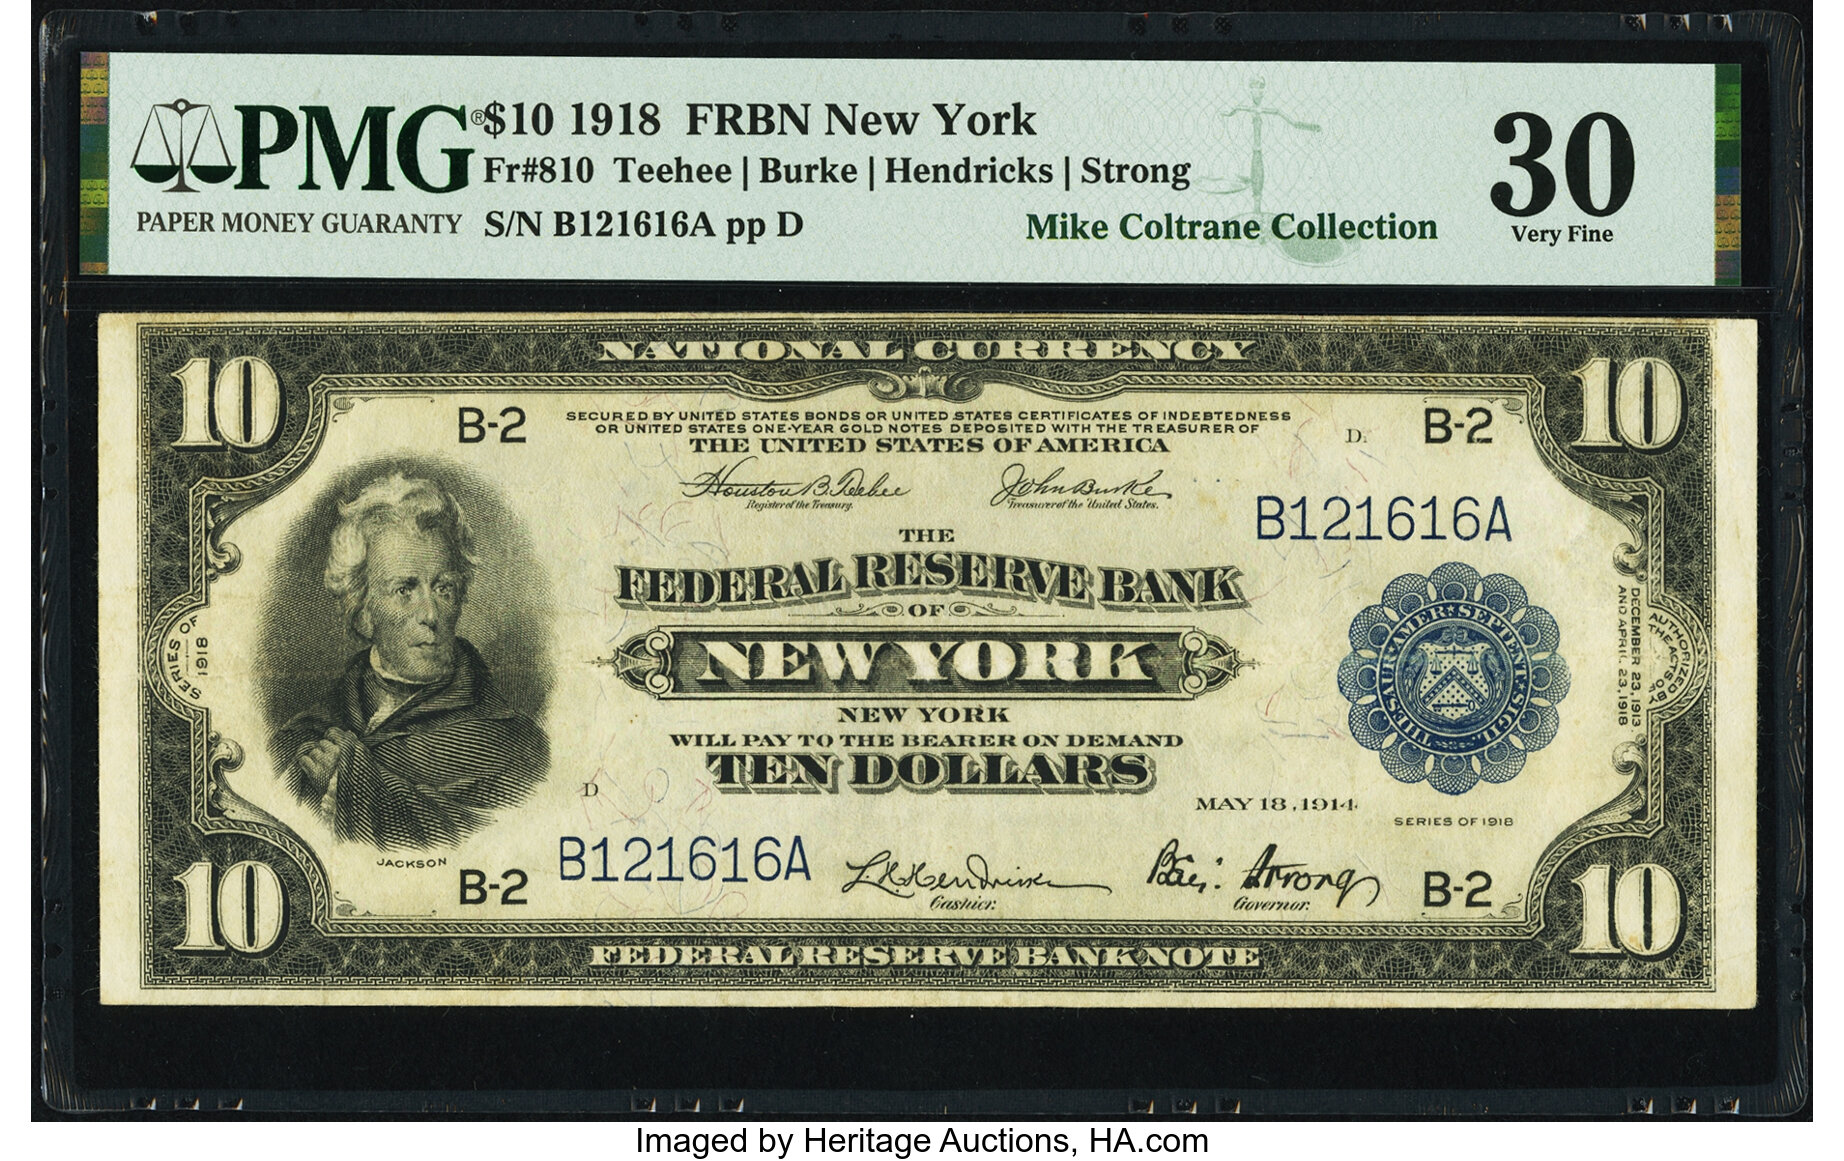 PMG® $10 1918 FRBN New York
Fr#810 Teehee | Burke | Hendricks | Strong
PAPER MONEY GUARANTY S/N B121616A pp D
Mike Coltrane Collection
30
Very Fine
NATIONAL CURRENCY
10 10
B-2 B-2
SECURED BY UNITED STATES BONDS OR UNITED STATES CERTIFICATES OF INDEBTEDNESS
OR UNITED STATES ONE-YEAR GOLD NOTES DEPOSITED WITH THE TREASURER OF
THE UNITED STATES OF AMERICA
D
Houston B. Teehee John Burke
Register of the Treasury. Treasurer of the United States.
B121616A
THE
FEDERAL RESERVE BANK
OF
NEW YORK
SERIES OF
1918
THESAUR. AMER. SEPTENT. SIGIL.
AUTHORIZED
BY
THE ACTS OF
DECEMBER 23, 1913
AND APRIL 23, 1918
NEW YORK
WILL PAY TO THE BEARER ON DEMAND
TEN DOLLARS
D
MAY 18, 1914.
SERIES OF 1918
JACKSON
B-2 B121616A
Benj. Strong
Cashier. Governor.
B-2
10 10
FEDERAL RESERVE BANK NOTE
Imaged by Heritage Auctions, HA.com